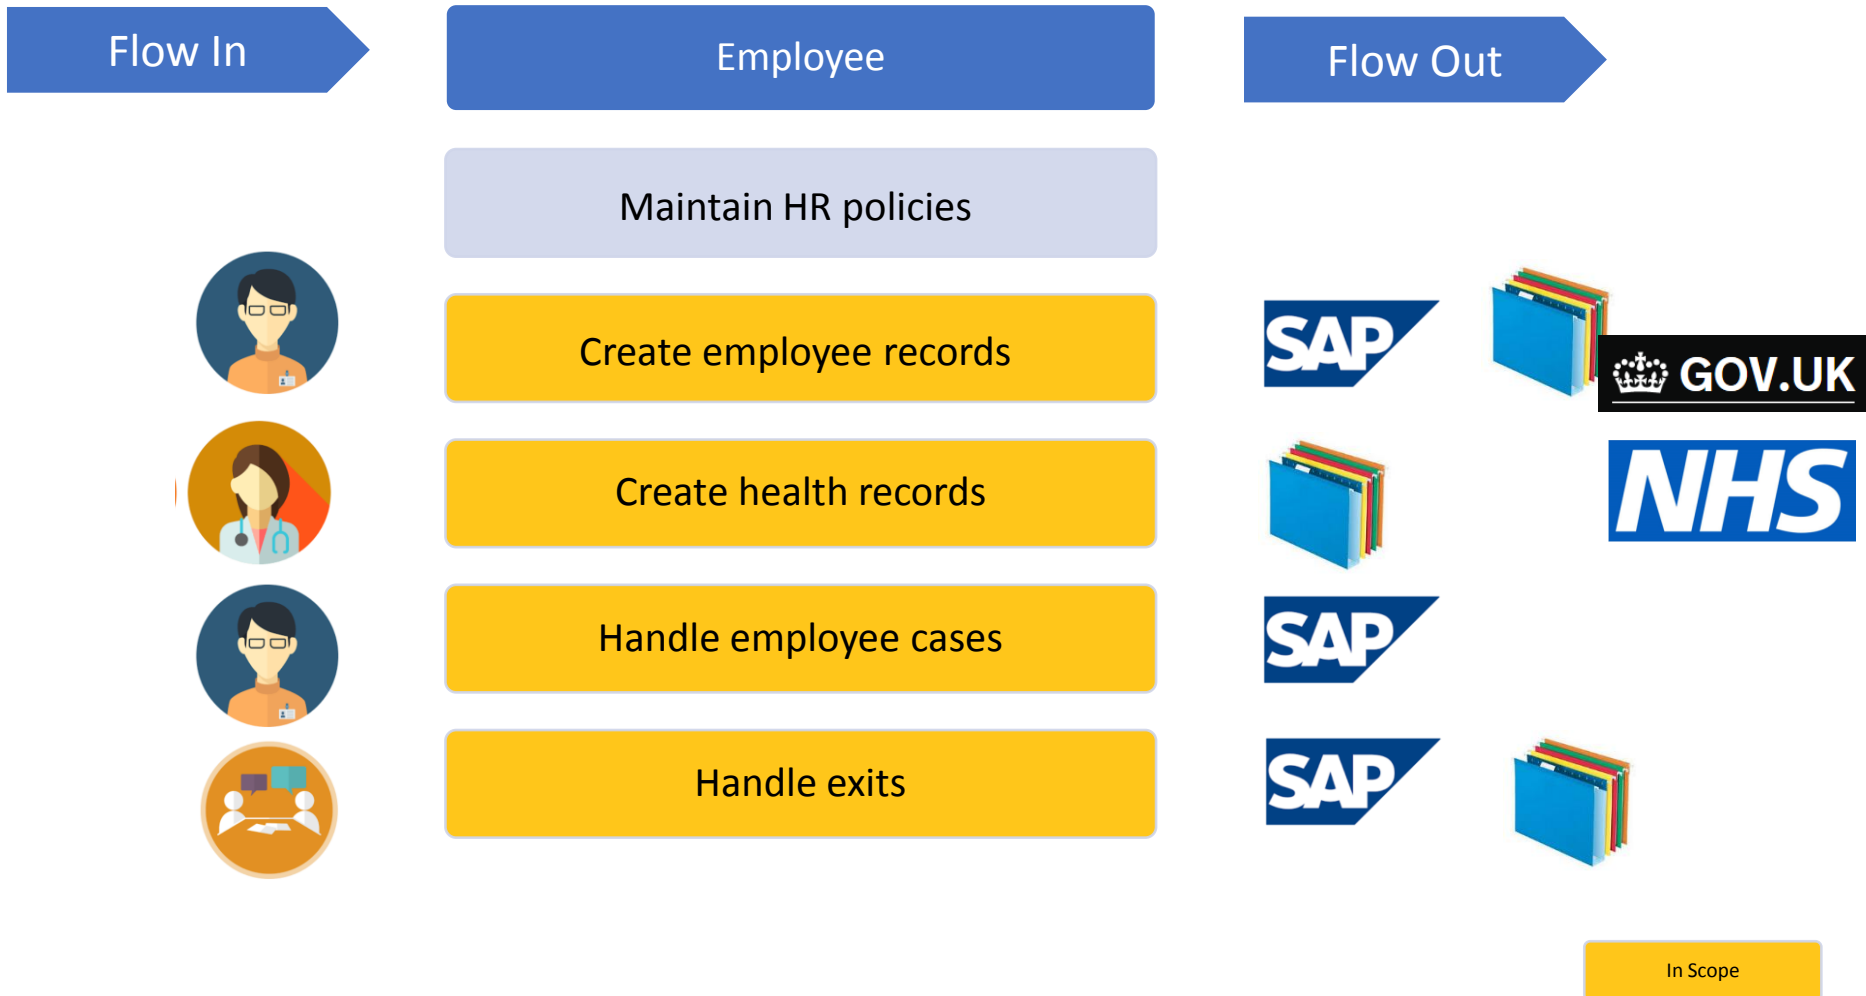 Flow In
Employee
Flow Out
Maintain HR policies
Create employee records
SAP
GOV.UK
Create health records
NHS
Handle employee cases
SAP
Handle exits
SAP
In Scope